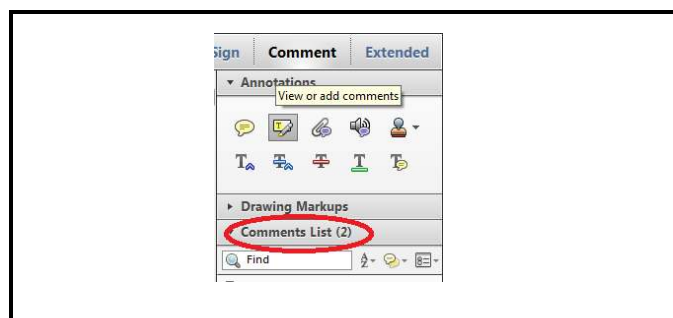 Sign Comment Extended
Annotations
View or add comments
Drawing Markups
Comments List (2)
Find